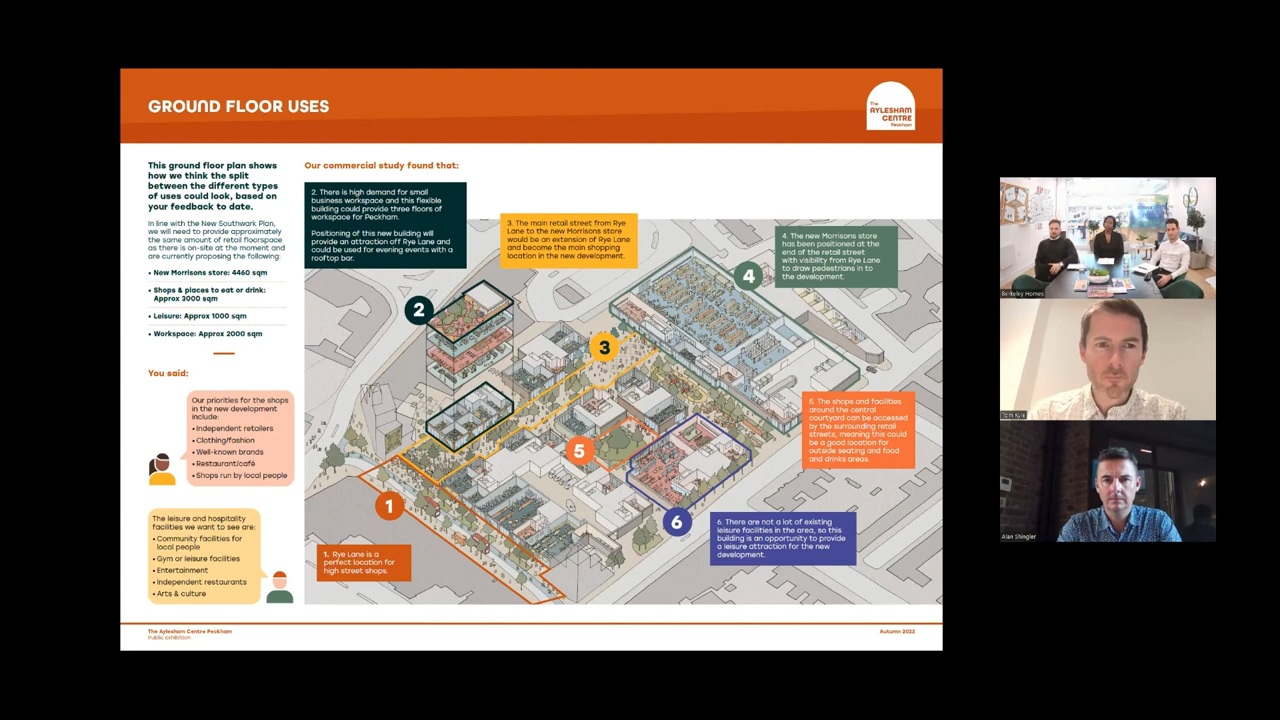 GROUND FLOOR USES
The
AYLESHAM
CENTRE
Peckham
This ground floor plan shows
how we think the split
between the different types
of uses could look, based on
your feedback to date.
In line with the New Southwark Plan,
we will need to provide approximately
the same amount of retail floorspace
as there is on-site at the moment and
are currently proposing the following:
• New Morrisons store: 4460 sqm
• Shops & places to eat or drink:
Approx 3000 sqm
• Leisure: Approx 1000 sqm
• Workspace: Approx 2000 sqm
You said:
Our priorities for the shops
in the new development
include:
• Independent retailers
• Clothing/fashion
• Well-known brands
• Restaurant/café
• Shops run by local people
The leisure and hospitality
facilities we want to see are:
• Community facilities for
local people
• Gym or leisure facilities
• Entertainment
• Independent restaurants
• Arts & culture
Our commercial study found that:
2. There is high demand for small
business workspace and this flexible
building could provide three floors of
workspace for Peckham.
Positioning of this new building will
provide an attraction off Rye Lane and
could be used for evening events with a
rooftop bar.
3. The main retail street from Rye
Lane to the new Morrisons store
would be an extension of Rye Lane
and become the main shopping
location in the new development.
4. The new Morrisons store
has been positioned at the
end of the retail street
with visibility from Rye Lane
to draw pedestrians in to
the development.
2
3
4
5
1
6
5. The shops and facilities
around the central
courtyard can be accessed
by the surrounding retail
streets, meaning this could
be a good location for
outside seating and food
and drinks areas.
6. There are not a lot of existing
leisure facilities in the area, so this
building is an opportunity to provide
a leisure attraction for the new
development.
1. Rye Lane is a
perfect location for
high street shops.
The Aylesham Centre Peckham
Public exhibition
Autumn 2022
Berkeley Homes
Tom Kyle
Alan Shingler